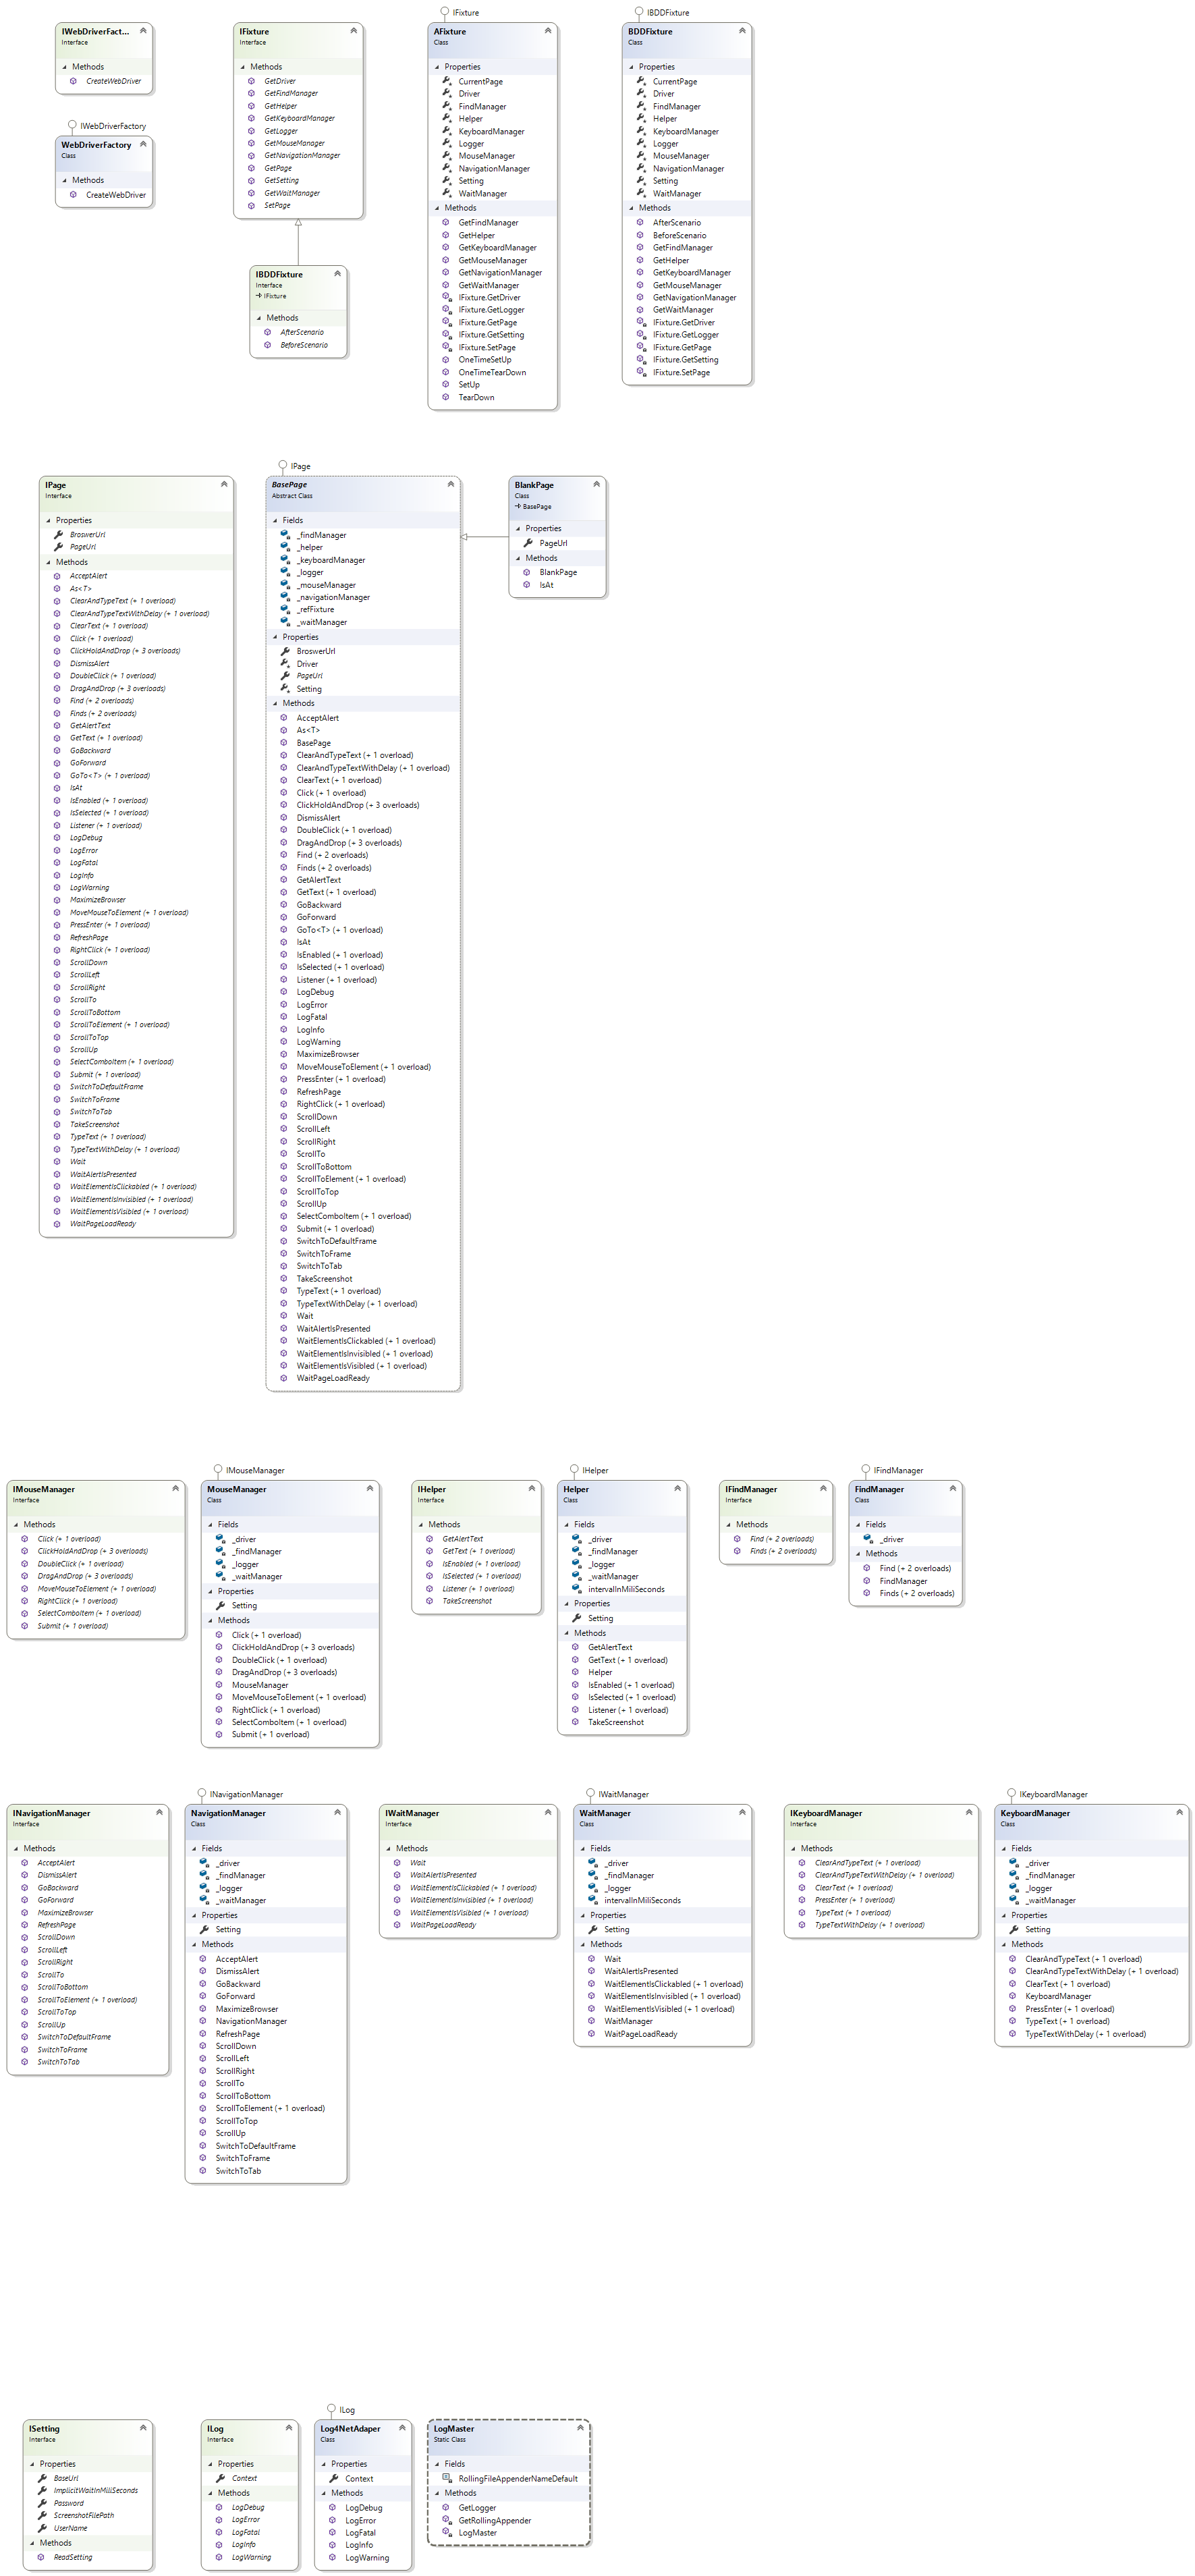 IWebDriverFact...
Interface
Methods
CreateWebDriver
IWebDriverFactory
WebDriverFactory
Class
Methods
CreateWebDriver
IFixture
Interface
Methods
GetDriver
GetFindManager
GetHelper
GetKeyboardManager
GetLogger
GetMouseManager
GetNavigationManager
GetPage
GetSetting
GetWaitManager
SetPage
IBDDFixture
Interface
IFixture
Methods
AfterScenario
BeforeScenario
IFixture
AFixture
Class
Properties
CurrentPage
Driver
FindManager
Helper
KeyboardManager
Logger
MouseManager
NavigationManager
Setting
WaitManager
Methods
GetFindManager
GetHelper
GetKeyboardManager
GetMouseManager
GetNavigationManager
GetWaitManager
IFixture.GetDriver
IFixture.GetLogger
IFixture.GetPage
IFixture.GetSetting
IFixture.SetPage
OneTimeSetUp
OneTimeTearDown
SetUp
TearDown
IBDDFixture
BDDFixture
Class
Properties
CurrentPage
Driver
FindManager
Helper
KeyboardManager
Logger
MouseManager
NavigationManager
Setting
WaitManager
Methods
AfterScenario
BeforeScenario
GetFindManager
GetHelper
GetKeyboardManager
GetMouseManager
GetNavigationManager
GetWaitManager
IFixture.GetDriver
IFixture.GetLogger
IFixture.GetPage
IFixture.GetSetting
IFixture.SetPage
IPage
Interface
Properties
BroswerUrl
PageUrl
Methods
AcceptAlert
As<T>
ClearAndTypeText (+ 1 overload)
ClearAndTypeTextWithDelay (+ 1 overload)
ClearText (+ 1 overload)
Click (+ 1 overload)
ClickHoldAndDrop (+ 3 overloads)
DismissAlert
DoubleClick (+ 1 overload)
DragAndDrop (+ 3 overloads)
Find (+ 2 overloads)
Finds (+ 2 overloads)
GetAlertText
GetText (+ 1 overload)
GoBackward
GoForward
GoTo<T> (+ 1 overload)
IsAt
IsEnabled (+ 1 overload)
IsSelected (+ 1 overload)
Listener (+ 1 overload)
LogDebug
LogError
LogFatal
LogInfo
LogWarning
MaximizeBrowser
MoveMouseToElement (+ 1 overload)
PressEnter (+ 1 overload)
RefreshPage
RightClick (+ 1 overload)
ScrollDown
ScrollLeft
ScrollRight
ScrollTo
ScrollToBottom
ScrollToElement (+ 1 overload)
ScrollToTop
ScrollUp
SelectComboItem (+ 1 overload)
Submit (+ 1 overload)
SwitchToDefaultFrame
SwitchToFrame
SwitchToTab
TakeScreenshot
TypeText (+ 1 overload)
TypeTextWithDelay (+ 1 overload)
Wait
WaitAlertIsPresented
WaitElementIsClickabled (+ 1 overload)
WaitElementIsInvisibled (+ 1 overload)
WaitElementIsVisibled (+ 1 overload)
WaitPageLoadReady
IPage
BasePage
Abstract Class
Fields
_findManager
_helper
_keyboardManager
_logger
_mouseManager
_navigationManager
_refFixture
_waitManager
Properties
BroswerUrl
Driver
PageUrl
Setting
Methods
AcceptAlert
As<T>
BasePage
ClearAndTypeText (+ 1 overload)
ClearAndTypeTextWithDelay (+ 1 overload)
ClearText (+ 1 overload)
Click (+ 1 overload)
ClickHoldAndDrop (+ 3 overloads)
DismissAlert
DoubleClick (+ 1 overload)
DragAndDrop (+ 3 overloads)
Find (+ 2 overloads)
Finds (+ 2 overloads)
GetAlertText
GetText (+ 1 overload)
GoBackward
GoForward
GoTo<T> (+ 1 overload)
IsAt
IsEnabled (+ 1 overload)
IsSelected (+ 1 overload)
Listener (+ 1 overload)
LogDebug
LogError
LogFatal
LogInfo
LogWarning
MaximizeBrowser
MoveMouseToElement (+ 1 overload)
PressEnter (+ 1 overload)
RefreshPage
RightClick (+ 1 overload)
ScrollDown
ScrollLeft
ScrollRight
ScrollTo
ScrollToBottom
ScrollToElement (+ 1 overload)
ScrollToTop
ScrollUp
SelectComboItem (+ 1 overload)
Submit (+ 1 overload)
SwitchToDefaultFrame
SwitchToFrame
SwitchToTab
TakeScreenshot
TypeText (+ 1 overload)
TypeTextWithDelay (+ 1 overload)
Wait
WaitAlertIsPresented
WaitElementIsClickabled (+ 1 overload)
WaitElementIsInvisibled (+ 1 overload)
WaitElementIsVisibled (+ 1 overload)
WaitPageLoadReady
BlankPage
Class
BasePage
Properties
PageUrl
Methods
BlankPage
IsAt
IMouseManager
Interface
Methods
Click (+ 1 overload)
ClickHoldAndDrop (+ 3 overloads)
DoubleClick (+ 1 overload)
DragAndDrop (+ 3 overloads)
MoveMouseToElement (+ 1 overload)
RightClick (+ 1 overload)
SelectComboItem (+ 1 overload)
Submit (+ 1 overload)
IMouseManager
MouseManager
Class
Fields
_driver
_findManager
_logger
_waitManager
Properties
Setting
Methods
Click (+ 1 overload)
ClickHoldAndDrop (+ 3 overloads)
DoubleClick (+ 1 overload)
DragAndDrop (+ 3 overloads)
MouseManager
MoveMouseToElement (+ 1 overload)
RightClick (+ 1 overload)
SelectComboItem (+ 1 overload)
Submit (+ 1 overload)
IHelper
Interface
Methods
GetAlertText
GetText (+ 1 overload)
IsEnabled (+ 1 overload)
IsSelected (+ 1 overload)
Listener (+ 1 overload)
TakeScreenshot
IHelper
Helper
Class
Fields
_driver
_findManager
_logger
_waitManager
intervalInMiliSeconds
Properties
Setting
Methods
GetAlertText
GetText (+ 1 overload)
Helper
IsEnabled (+ 1 overload)
IsSelected (+ 1 overload)
Listener (+ 1 overload)
TakeScreenshot
IFindManager
Interface
Methods
Find (+ 2 overloads)
Finds (+ 2 overloads)
IFindManager
FindManager
Class
Fields
_driver
Methods
Find (+ 2 overloads)
FindManager
Finds (+ 2 overloads)
INavigationManager
Interface
Methods
AcceptAlert
DismissAlert
GoBackward
GoForward
MaximizeBrowser
RefreshPage
ScrollDown
ScrollLeft
ScrollRight
ScrollTo
ScrollToBottom
ScrollToElement (+ 1 overload)
ScrollToTop
ScrollUp
SwitchToDefaultFrame
SwitchToFrame
SwitchToTab
INavigationManager
NavigationManager
Class
Fields
_driver
_findManager
_logger
_waitManager
Properties
Setting
Methods
AcceptAlert
DismissAlert
GoBackward
GoForward
MaximizeBrowser
NavigationManager
RefreshPage
ScrollDown
ScrollLeft
ScrollRight
ScrollTo
ScrollToBottom
ScrollToElement (+ 1 overload)
ScrollToTop
ScrollUp
SwitchToDefaultFrame
SwitchToFrame
SwitchToTab
IWaitManager
Interface
Methods
Wait
WaitAlertIsPresented
WaitElementIsClickabled (+ 1 overload)
WaitElementIsInvisibled (+ 1 overload)
WaitElementIsVisibled (+ 1 overload)
WaitPageLoadReady
IWaitManager
WaitManager
Class
Fields
_driver
_findManager
_logger
intervalInMiliSeconds
Properties
Setting
Methods
Wait
WaitAlertIsPresented
WaitElementIsClickabled (+ 1 overload)
WaitElementIsInvisibled (+ 1 overload)
WaitElementIsVisibled (+ 1 overload)
WaitManager
WaitPageLoadReady
IKeyboardManager
Interface
Methods
ClearAndTypeText (+ 1 overload)
ClearAndTypeTextWithDelay (+ 1 overload)
ClearText (+ 1 overload)
PressEnter (+ 1 overload)
TypeText (+ 1 overload)
TypeTextWithDelay (+ 1 overload)
IKeyboardManager
KeyboardManager
Class
Fields
_driver
_findManager
_logger
_waitManager
Properties
Setting
Methods
ClearAndTypeText (+ 1 overload)
ClearAndTypeTextWithDelay (+ 1 overload)
ClearText (+ 1 overload)
KeyboardManager
PressEnter (+ 1 overload)
TypeText (+ 1 overload)
TypeTextWithDelay (+ 1 overload)
ISetting
Interface
Properties
BaseUrl
ImplicitWaitInMiliSeconds
Password
ScreenshotFilePath
UserName
Methods
ReadSetting
ILog
Interface
Properties
Context
Methods
LogDebug
LogError
LogFatal
LogInfo
LogWarning
ILog
Log4NetAdaper
Class
Properties
Context
Methods
LogDebug
LogError
LogFatal
LogInfo
LogWarning
LogMaster
Static Class
Fields
RollingFileAppenderNameDefault
Methods
GetLogger
GetRollingAppender
LogMaster